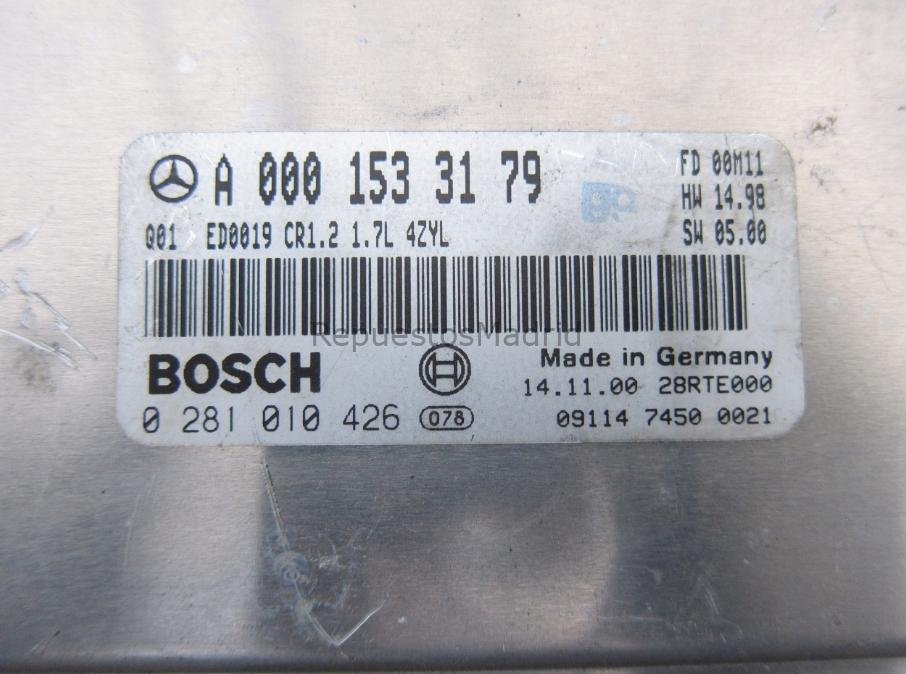 A 000 153 31 79
FD 00M11
HW 14.98
SW 05.00
Q01 ED0019 CR1.2 1.7L 4ZYL
RepuestosMadrid
BOSCH
Made in Germany
14.11.00 28RTE000
0 281 010 426 078
09114 7450 0021